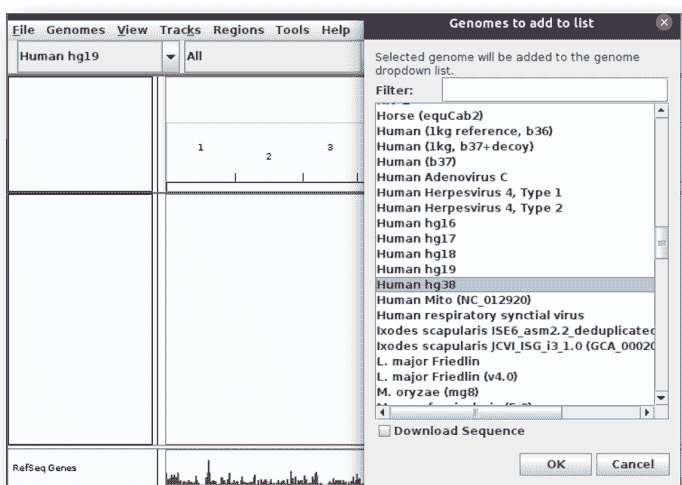 Genomes to add to list
File Genomes View Tracks Regions Tools Help
Human hg19 All
1 2 3
RefSeq Genes
Selected genome will be added to the genome
dropdown list.
Filter:
Horse (equCab2)
Human (1kg reference, b36)
Human (1kg, b37+decoy)
Human (b37)
Human Adenovirus C
Human Herpesvirus 4, Type 1
Human Herpesvirus 4, Type 2
Human hg16
Human hg17
Human hg18
Human hg19
Human hg38
Human Mito (NC_012920)
Human respiratory synctial virus
Ixodes scapularis ISE6_asm2.2_deduplicated
Ixodes scapularis JCVI_ISG_i3_1.0 (GCA_00020
L. major Friedlin
L. major Friedlin (v4.0)
M. oryzae (mg8)
Download Sequence
OK Cancel